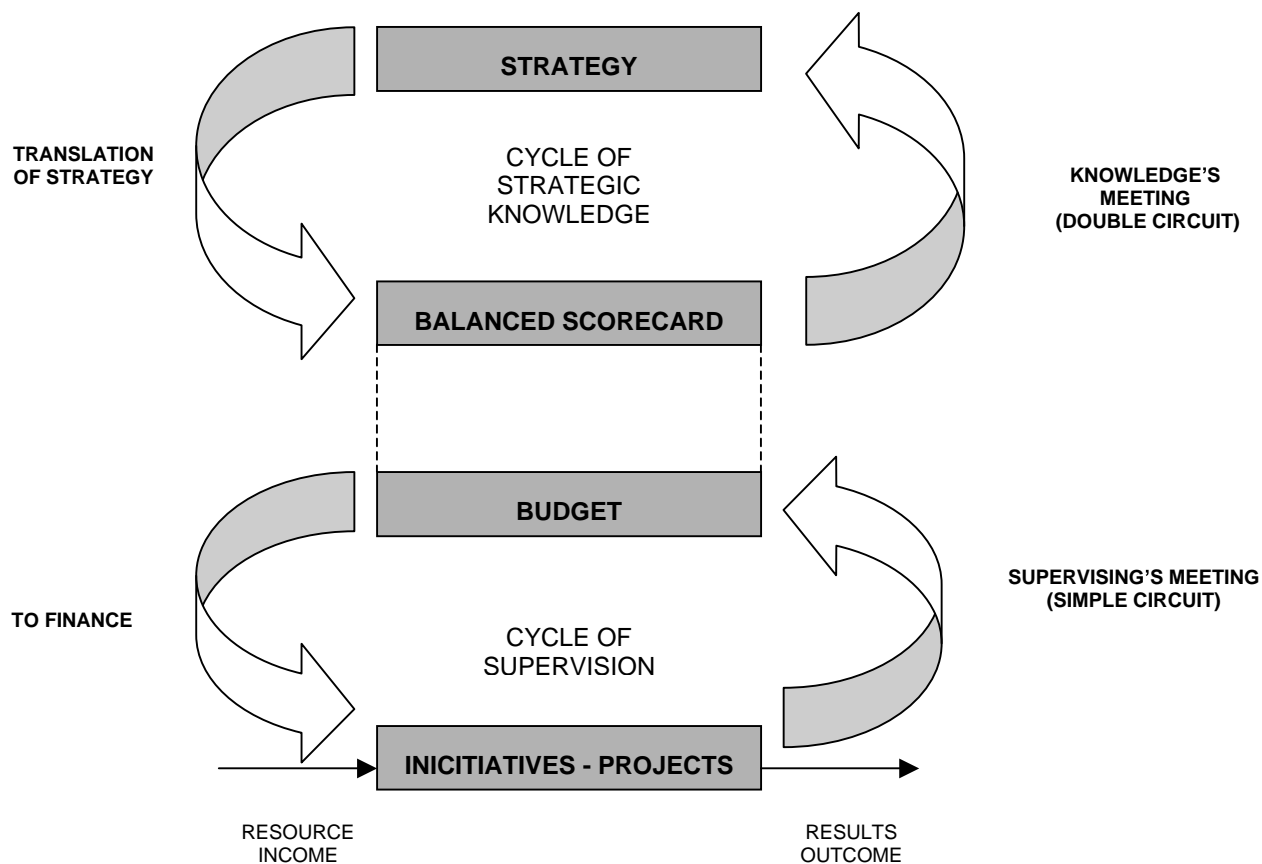 STRATEGY
TRANSLATION
OF STRATEGY
CYCLE OF
STRATEGIC
KNOWLEDGE
KNOWLEDGE'S
MEETING
(DOUBLE CIRCUIT)
BALANCED SCORECARD
BUDGET
TO FINANCE
CYCLE OF
SUPERVISION
SUPERVISING'S MEETING
(SIMPLE CIRCUIT)
INICITIATIVES - PROJECTS
RESOURCE
INCOME
RESULTS
OUTCOME